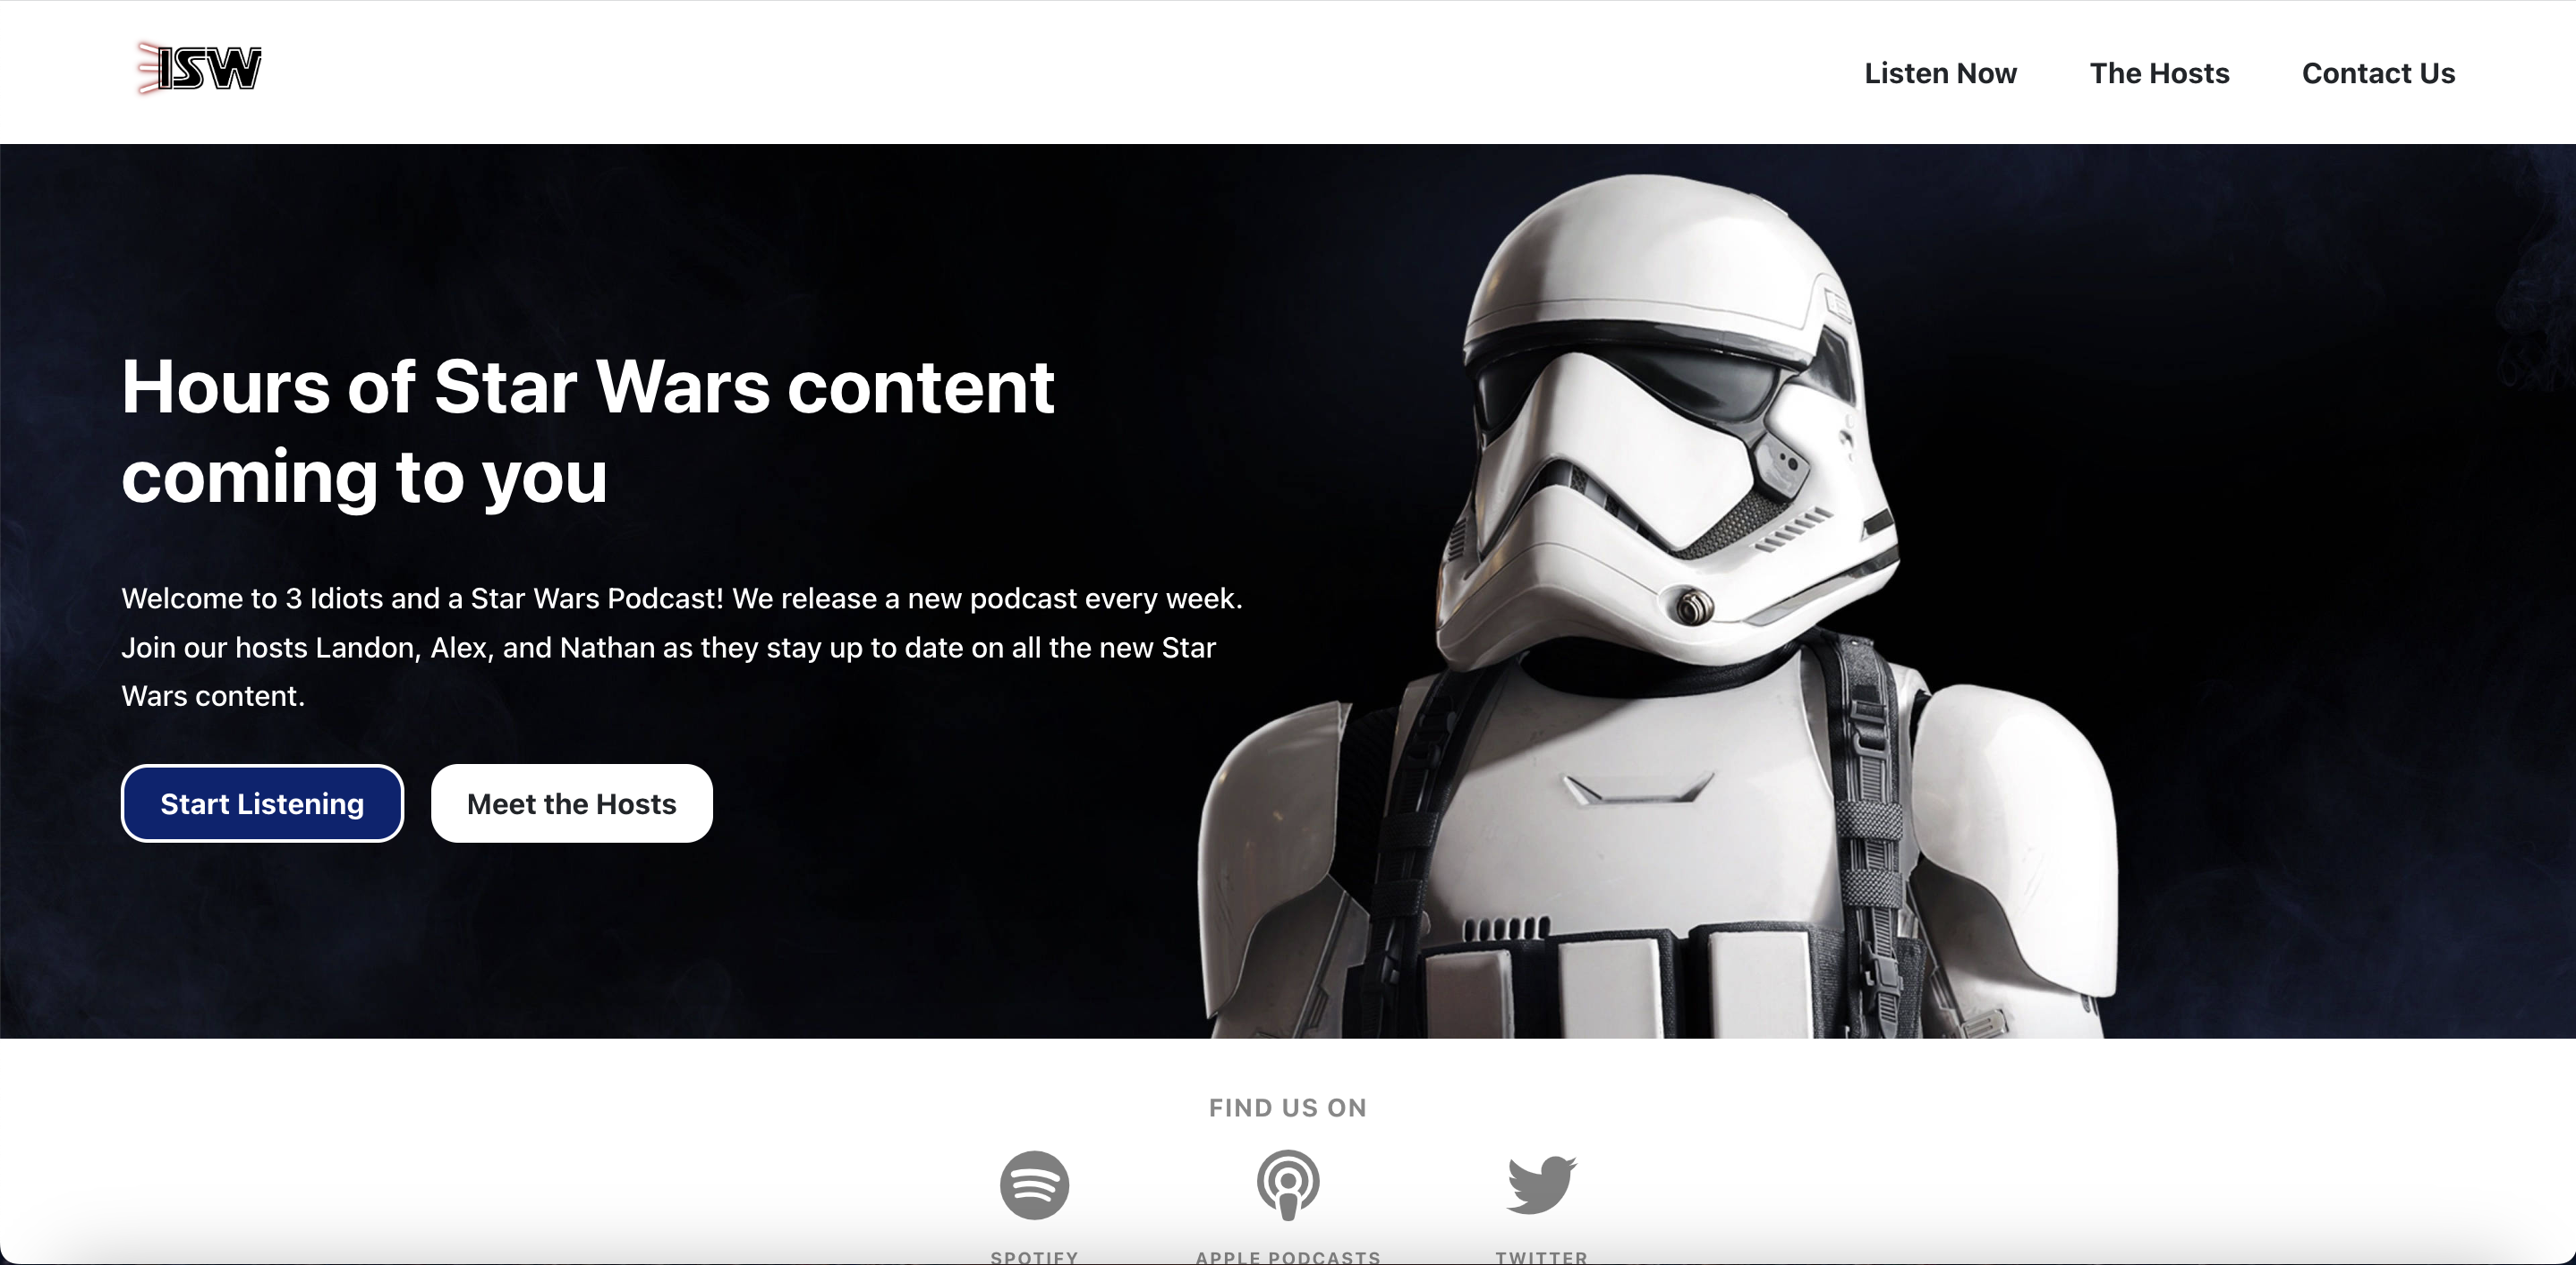 ISW
Listen Now
The Hosts
Contact Us
Hours of Star Wars content
coming to you
Welcome to 3 Idiots and a Star Wars Podcast! We release a new podcast every week.
Join our hosts Landon, Alex, and Nathan as they stay up to date on all the new Star
Wars content.
Start Listening
Meet the Hosts
FIND US ON
SPOTIFY
APPLE PODCASTS
TWITTER